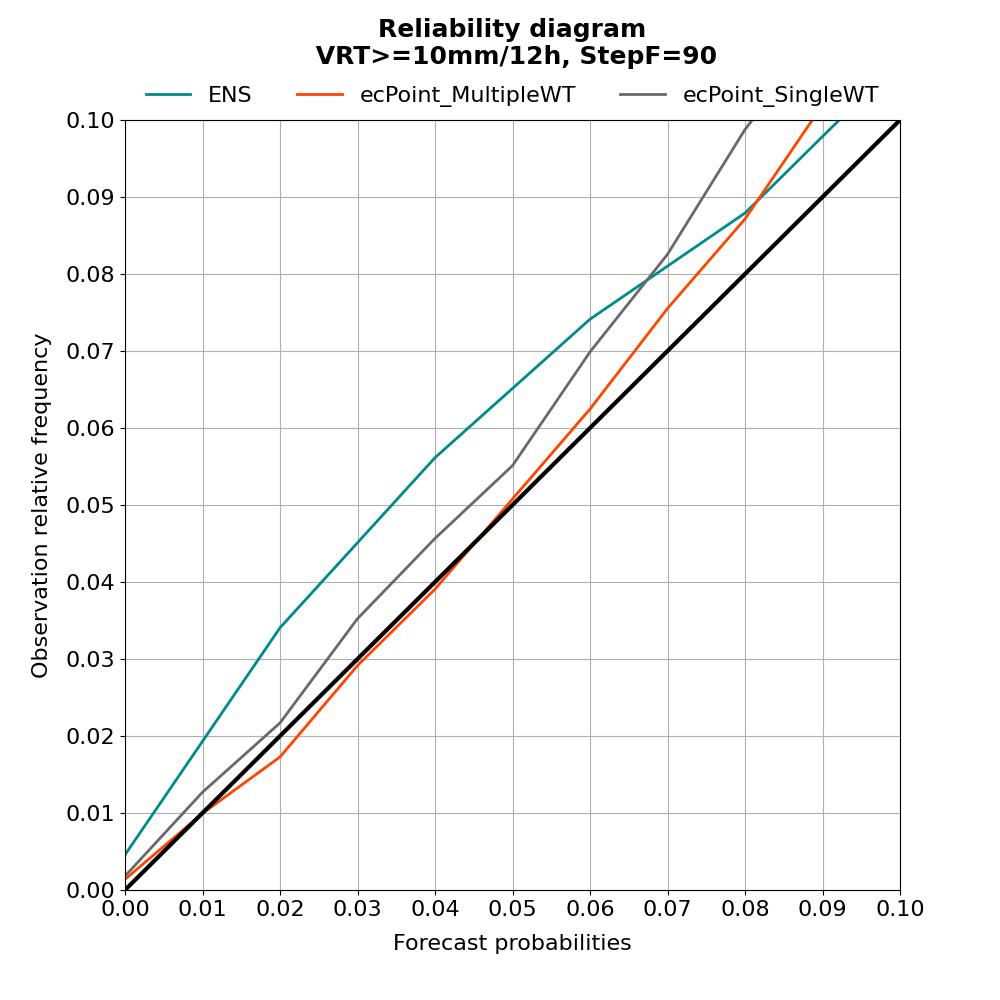 Reliability diagram
VRT>=10mm/12h, StepF=90
ENS ecPoint_MultipleWT ecPoint_SingleWT
0.10
0.09
0.08
0.07
0.06
0.05
0.04
0.03
0.02
0.01
0.00
Observation relative frequency
0.00 0.01 0.02 0.03 0.04 0.05 0.06 0.07 0.08 0.09 0.10
Forecast probabilities